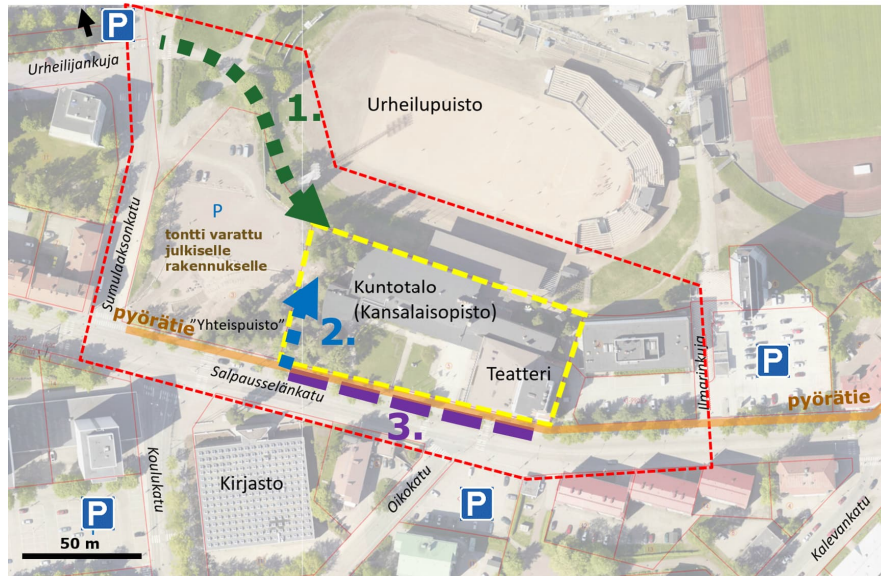 P
Urheilijankuja
1.
Urheilupuisto
P
tontti varattu
julkiselle
rakennukselle
Sumulaaksonkatu
Kuntotalo
(Kansalaisopisto)
pyörätie
"Yhteispuisto"
2.
Teatteri
P
Ilmarinkuja
pyörätie
Salpausselänkatu
3.
Koulukatu
Kirjasto
Oikokatu
P
P
Kalevankatu
50 m